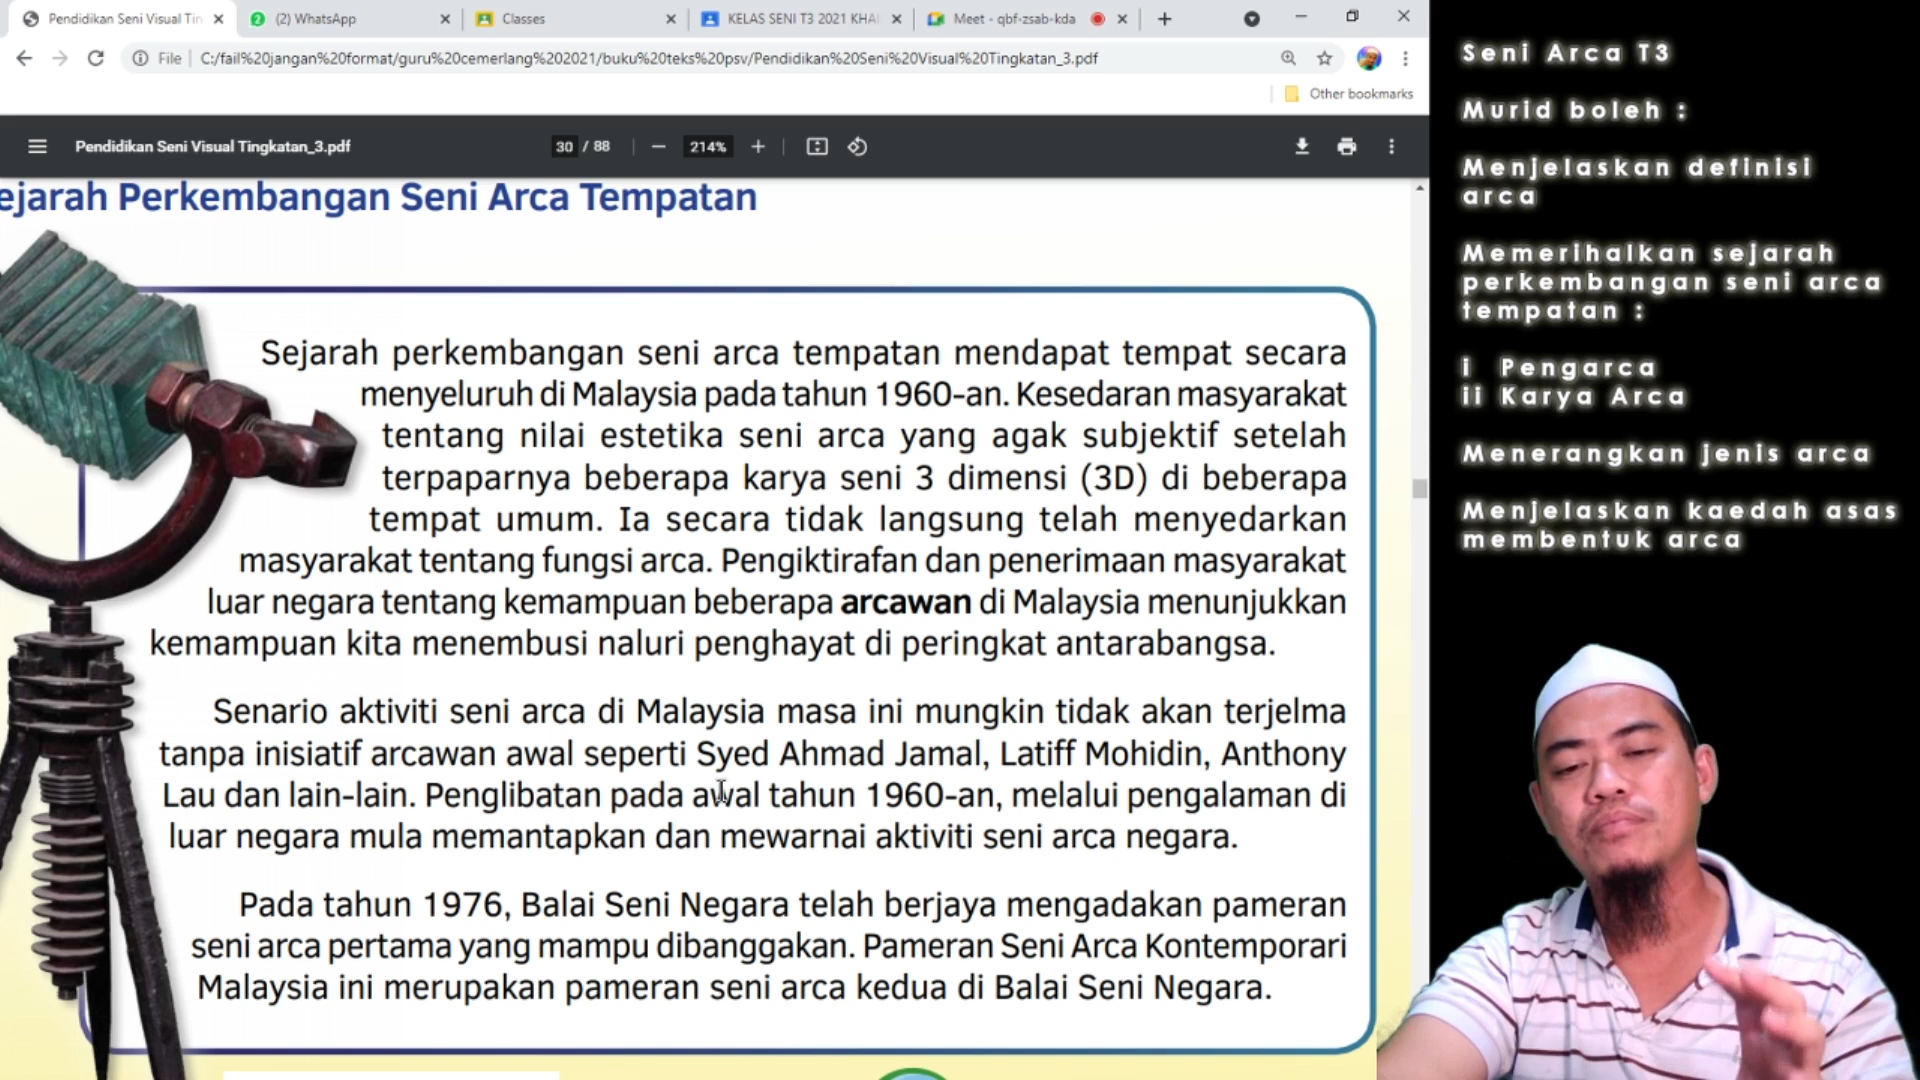 Pendidikan Seni Visual Tin
(2) WhatsApp
Classes
KELAS SENI T3 2021 KHA
Meet - qbf-zsab-kda
File
C:/fail%20jangan%20format/guru%20cemerlang%202021/buku%20teks%20psv/Pendidikan%20Seni%20Visual%20Tingkatan_3.pdf
Other bookmarks
Pendidikan Seni Visual Tingkatan_3.pdf
30 / 88
214%
ejarah Perkembangan Seni Arca Tempatan
Sejarah perkembangan seni arca tempatan mendapat tempat secara
menyeluruh di Malaysia pada tahun 1960-an. Kesedaran masyarakat
tentang nilai estetika seni arca yang agak subjektif setelah
terpaparnya beberapa karya seni 3 dimensi (3D) di beberapa
tempat umum. Ia secara tidak langsung telah menyedarkan
masyarakat tentang fungsi arca. Pengiktirafan dan penerimaan masyarakat
luar negara tentang kemampuan beberapa arcawan di Malaysia menunjukkan
kemampuan kita menembusi naluri penghayat di peringkat antarabangsa.
Senario aktiviti seni arca di Malaysia masa ini mungkin tidak akan terjelma
tanpa inisiatif arcawan awal seperti Syed Ahmad Jamal, Latiff Mohidin, Anthony
Lau dan lain-lain. Penglibatan pada awal tahun 1960-an, melalui pengalaman di
luar negara mula memantapkan dan mewarnai aktiviti seni arca negara.
Pada tahun 1976, Balai Seni Negara telah berjaya mengadakan pameran
seni arca pertama yang mampu dibanggakan. Pameran Seni Arca Kontemporari
Malaysia ini merupakan pameran seni arca kedua di Balai Seni Negara.
Seni Arca T3
Murid boleh :
Menjelaskan definisi
arca
Memerihalkan sejarah
perkembangan seni arca
tempatan :
i Pengarca
ii Karya Arca
Menerangkan jenis arca
Menjelaskan kaedah asas
membentuk arca